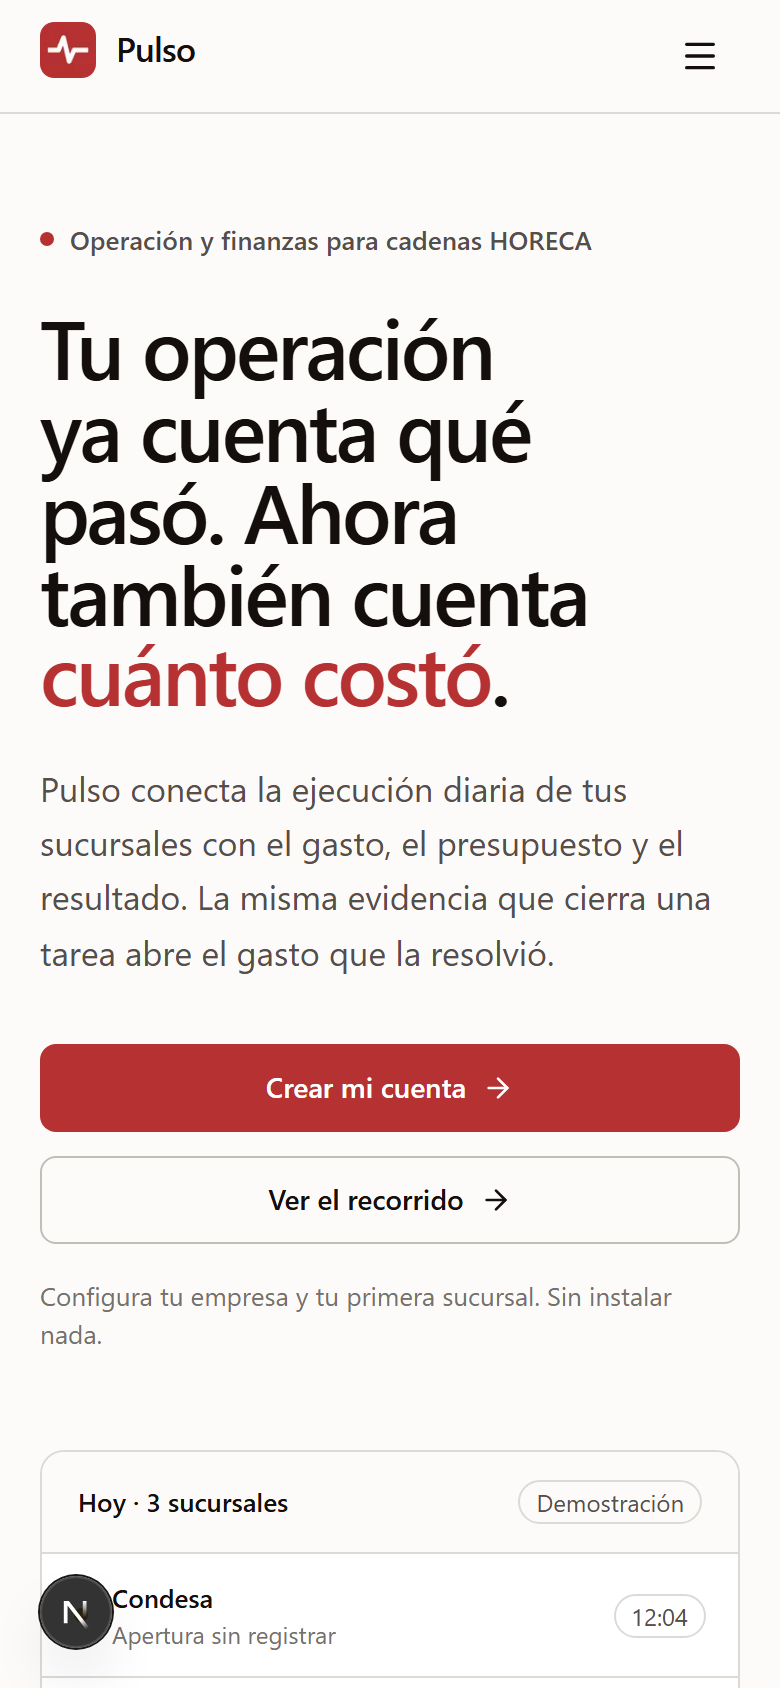 Pulso
Operación y finanzas para cadenas HORECA
Tu operación
ya cuenta qué
pasó. Ahora
también cuenta
cuánto costó.
Pulso conecta la ejecución diaria de tus
sucursales con el gasto, el presupuesto y el
resultado. La misma evidencia que cierra una
tarea abre el gasto que la resolvió.
Crear mi cuenta →
Ver el recorrido →
Configura tu empresa y tu primera sucursal. Sin instalar
nada.
Hoy · 3 sucursales
Demostración
N
Condesa
12:04
Apertura sin registrar